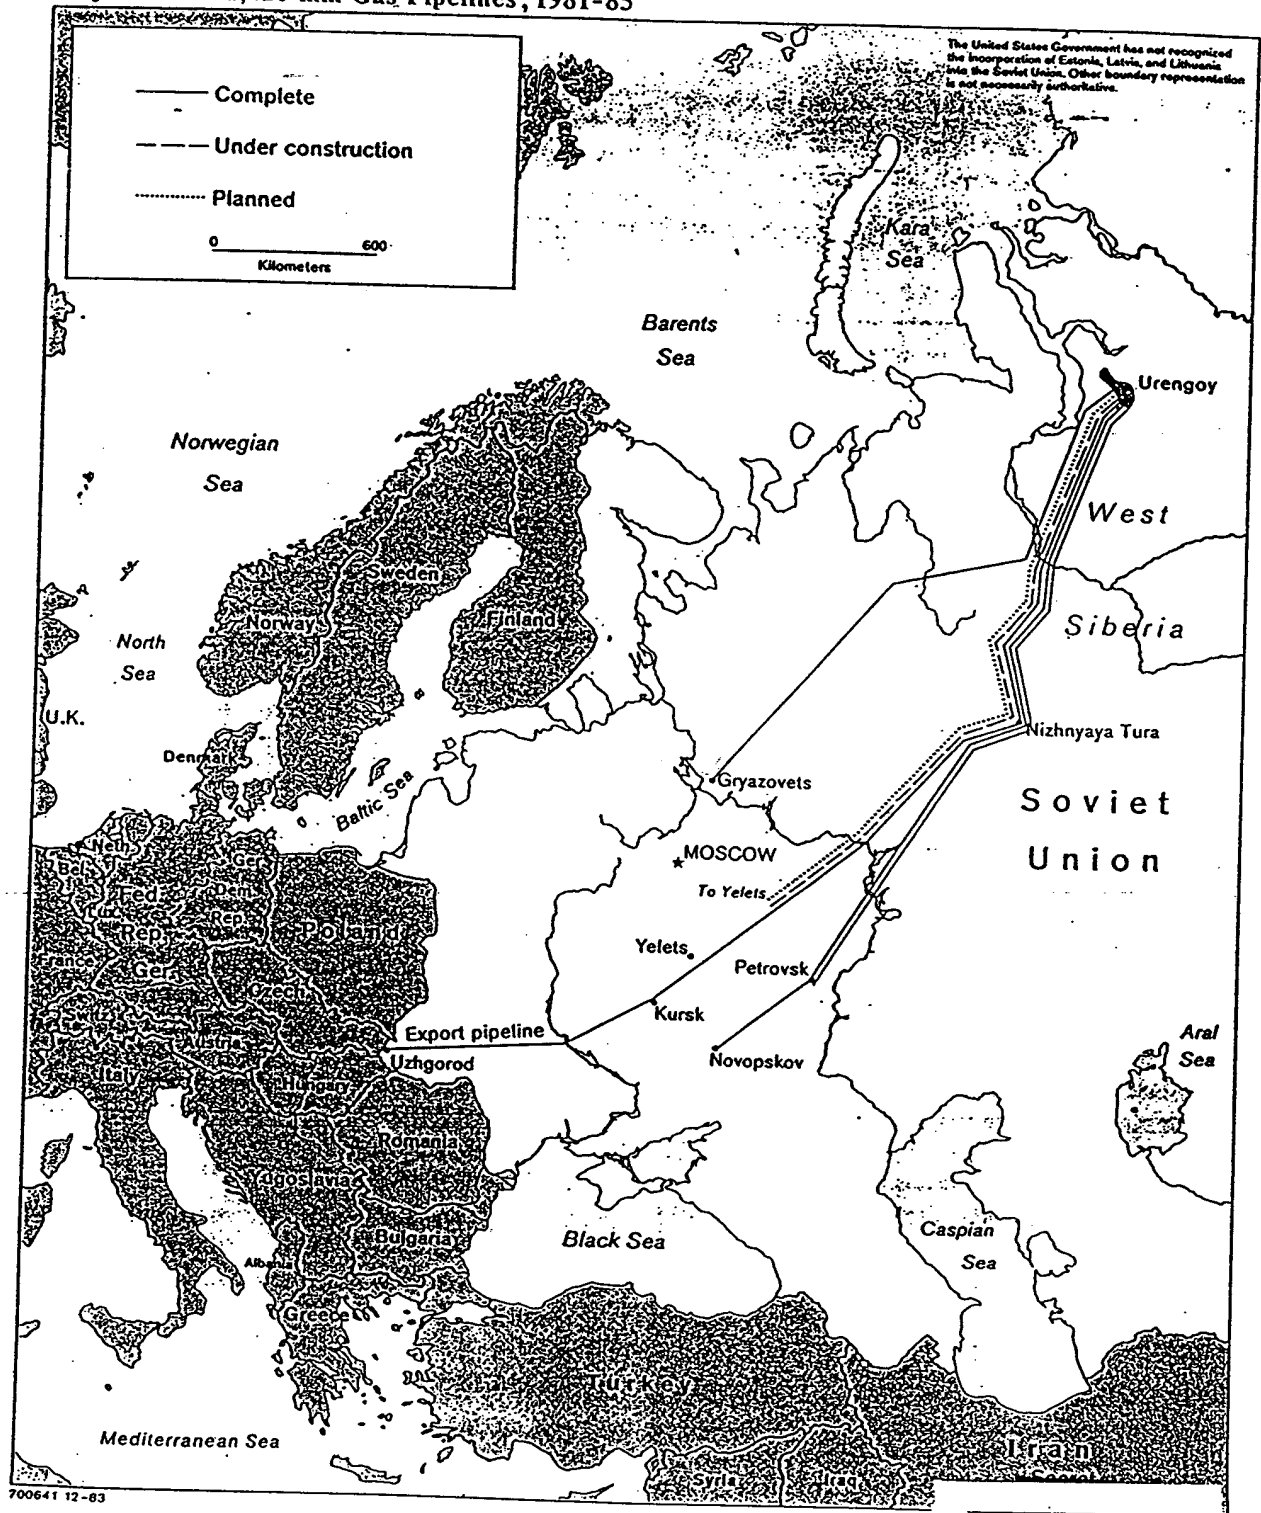 Gas Pipelines, 1981-85
The United States Government has not recognized
the incorporation of Estonia, Latvia, and Lithuania
into the Soviet Union. Other boundary representation
is not necessarily authoritative.
Complete
Under construction
Planned
0 600
Kilometers
Kara
Sea
Barents
Sea
Urengoy
Norwegian
Sea
West
Sweden
Norway
Finland
Siberia
North
Sea
U.K.
Nizhnyaya Tura
Denmark
Baltic Sea
Gryazovets
Soviet
Union
Neth.
Bel.
Ger.
MOSCOW
Fed.
Dem.
To Yelets
Lux.
Rep.
Rep.
Poland
France
Ger.
Yelets
Petrovsk
Czech.
Kursk
Switz.
Austria
Export pipeline
Uzhgorod
Novopskov
Aral
Sea
Italy
Hungary
Romania
Yugoslavia
Bulgaria
Black Sea
Caspian
Sea
Albania
Greece
Turkey
Mediterranean Sea
Iran
Syria
Iraq
700641 12-83